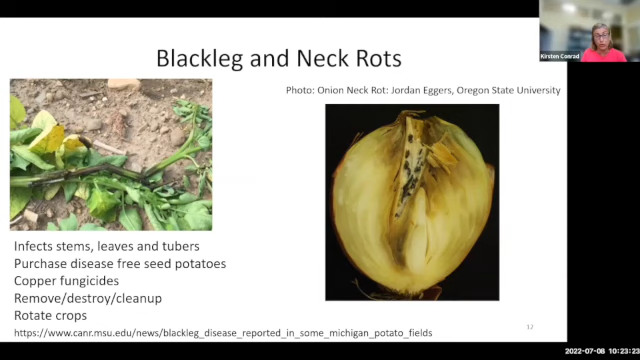 Kirsten Conrad
Blackleg and Neck Rots
Photo: Onion Neck Rot: Jordan Eggers, Oregon State University
Infects stems, leaves and tubers
Purchase disease free seed potatoes
Copper fungicides
Remove/destroy/cleanup
Rotate crops
https://www.canr.msu.edu/news/blackleg_disease_reported_in_some_michigan_potato_fields
17
2022-07-08 10:23:23